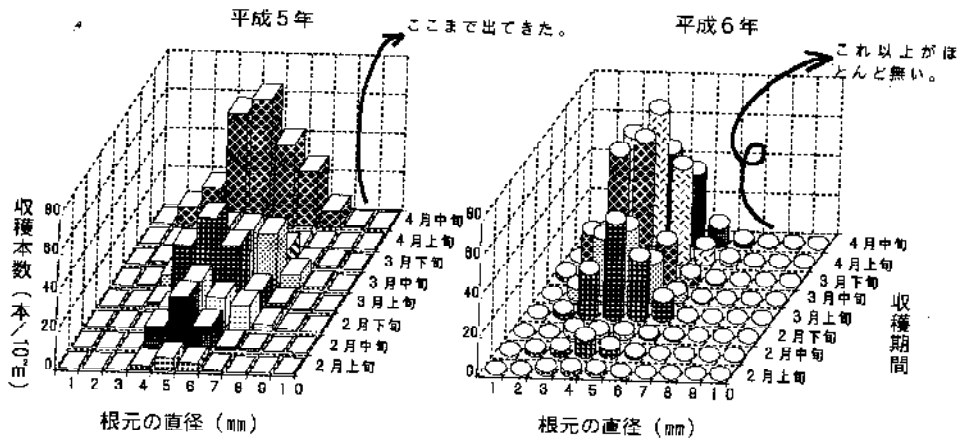 平成5年
ここまで出てきた。
平成6年
これ以上がほ
とんど無い。
収穫本数(本/10㎡)
80
60
40
20
0
1 2 3 4 5 6 7 8 9 10
4月中旬
4月上旬
3月下旬
3月中旬
3月上旬
2月下旬
2月中旬
2月上旬
根元の直径(mm)
80
60
40
20
0
1 2 3 4 5 6 7 8 9 10
4月中旬
4月上旬
3月下旬
3月中旬
3月上旬
2月下旬
2月中旬
2月上旬
収穫期間
根元の直径(mm)